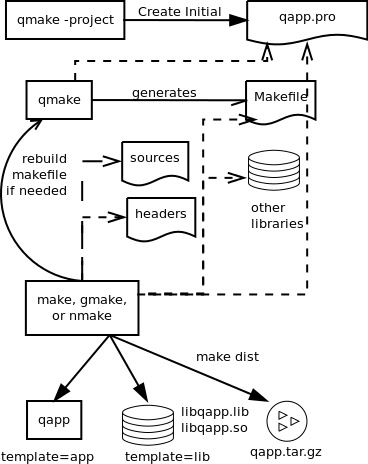 qmake -project
Create Initial
qapp.pro
qmake
generates
Makefile
rebuild
makefile
if needed
sources
headers
other
libraries
make, gmake,
or nmake
make dist
qapp
libqapp.lib
libqapp.so
template=app
template=lib
qapp.tar.gz